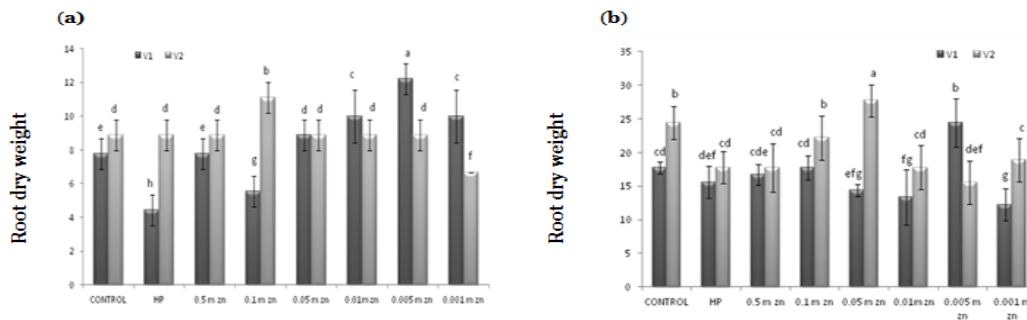 (a)
Root dry weight
V1 V2
14
12
10
8
6
4
2
0
e d h d e d g b d d c d a d c f
CONTROL HP 0.5 m zn 0.1 m zn 0.05 m zn 0.01m zn 0.005 m zn 0.001 m zn
(b)
Root dry weight
V1 V2
35
30
25
20
15
10
5
0
cd b def cd cde cd cd b efg a fg cd b def g c
CONTROL HP 0.5 m zn 0.1 m zn 0.05 m zn 0.01m zn 0.005 m zn 0.001 m zn